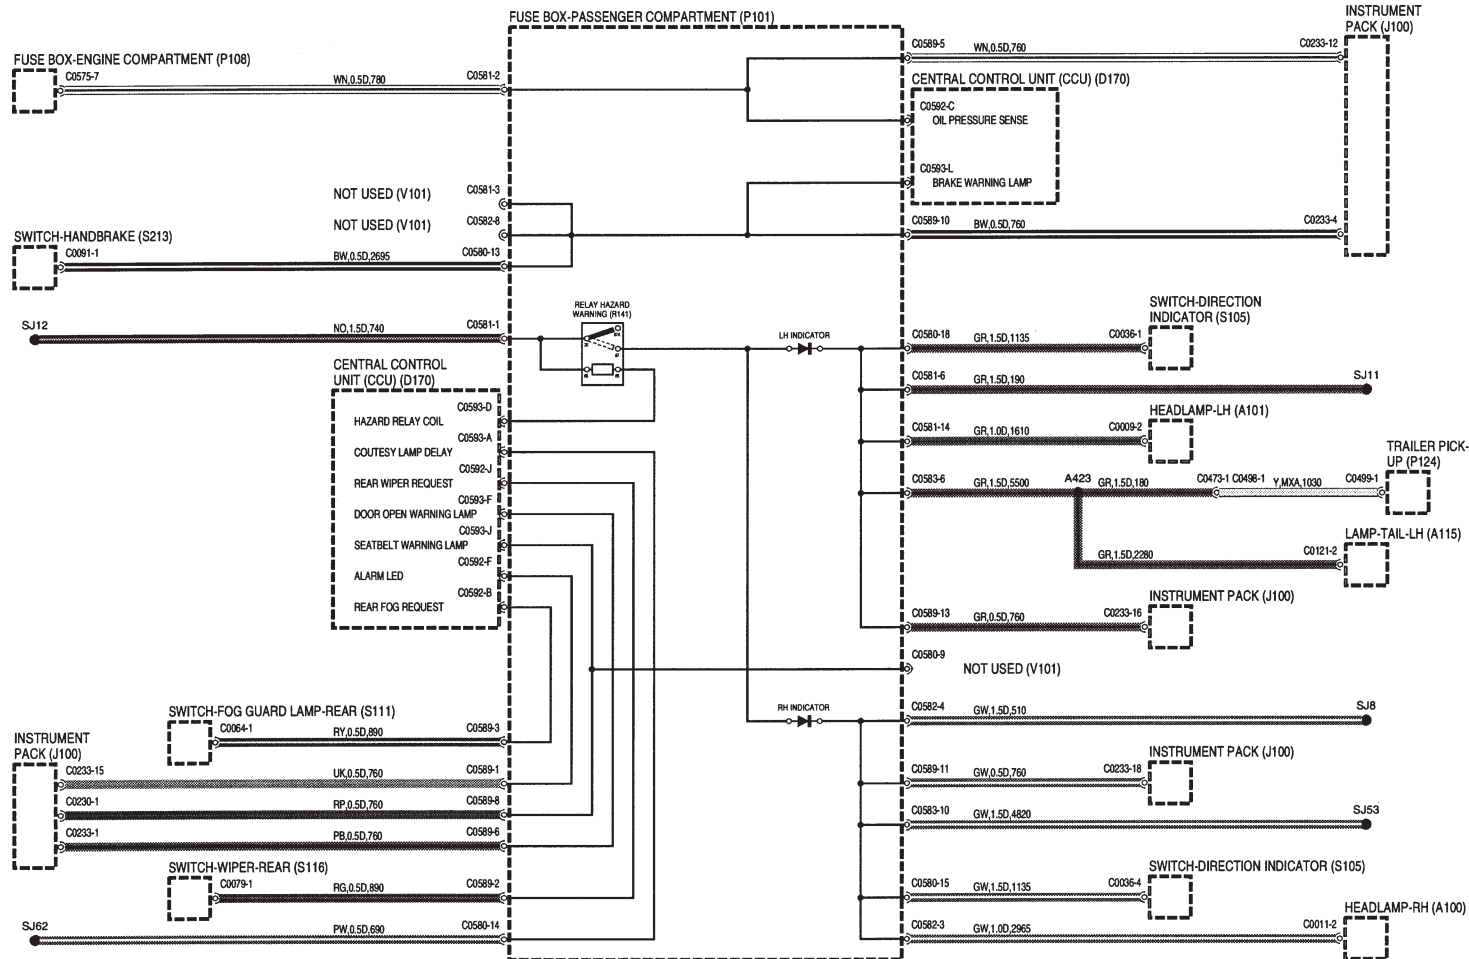 FUSE BOX-PASSENGER COMPARTMENT (P101)
INSTRUMENT
PACK (J100)
FUSE BOX-ENGINE COMPARTMENT (P108)
C0575-7
WN,0.5D,780
C0581-2
C0589-5
WN,0.5D,760
C0233-12
CENTRAL CONTROL UNIT (CCU) (D170)
C0592-C
OIL PRESSURE SENSE
C0593-L
BRAKE WARNING LAMP
NOT USED (V101)
C0581-3
NOT USED (V101)
C0582-8
C0589-10
BW,0.5D,760
C0233-4
SWITCH-HANDBRAKE (S213)
C0091-1
BW,0.5D,2695
C0580-13
RELAY HAZARD
WARNING (R141)
SJ12
NO,1.5D,740
C0581-1
LH INDICATOR
SWITCH-DIRECTION
INDICATOR (S105)
C0580-18
GR,1.5D,1135
C0036-1
CENTRAL CONTROL
UNIT (CCU) (D170)
C0581-6
GR,1.5D,190
SJ11
C0593-D
HAZARD RELAY COIL
C0593-A
COUTESY LAMP DELAY
C0592-J
REAR WIPER REQUEST
C0593-F
DOOR OPEN WARNING LAMP
C0593-J
SEATBELT WARNING LAMP
C0592-F
ALARM LED
C0592-B
REAR FOG REQUEST
HEADLAMP-LH (A101)
C0581-14
GR,1.0D,1610
C0009-2
TRAILER PICK-
UP (P124)
C0583-6
GR,1.5D,5500
A423
GR,1.5D,180
C0473-1 C0498-1
Y,MXA,1030
C0499-1
LAMP-TAIL-LH (A115)
GR,1.5D,2280
C0121-2
INSTRUMENT PACK (J100)
C0589-13
GR,0.5D,760
C0233-16
C0580-9
NOT USED (V101)
RH INDICATOR
C0582-4
GW,1.5D,510
SJ8
SWITCH-FOG GUARD LAMP-REAR (S111)
C0064-1
RY,0.5D,890
C0589-3
INSTRUMENT
PACK (J100)
C0233-15
UK,0.5D,760
C0589-1
C0230-1
RP,0.5D,760
C0589-8
C0233-1
PB,0.5D,760
C0589-6
INSTRUMENT PACK (J100)
C0589-11
GW,0.5D,760
C0233-18
C0583-10
GW,1.5D,4820
SJ53
SWITCH-WIPER-REAR (S116)
C0079-1
RG,0.5D,890
C0589-2
SWITCH-DIRECTION INDICATOR (S105)
C0580-15
GW,1.5D,1135
C0036-4
HEADLAMP-RH (A100)
SJ62
PW,0.5D,690
C0580-14
C0582-3
GW,1.0D,2965
C0011-2